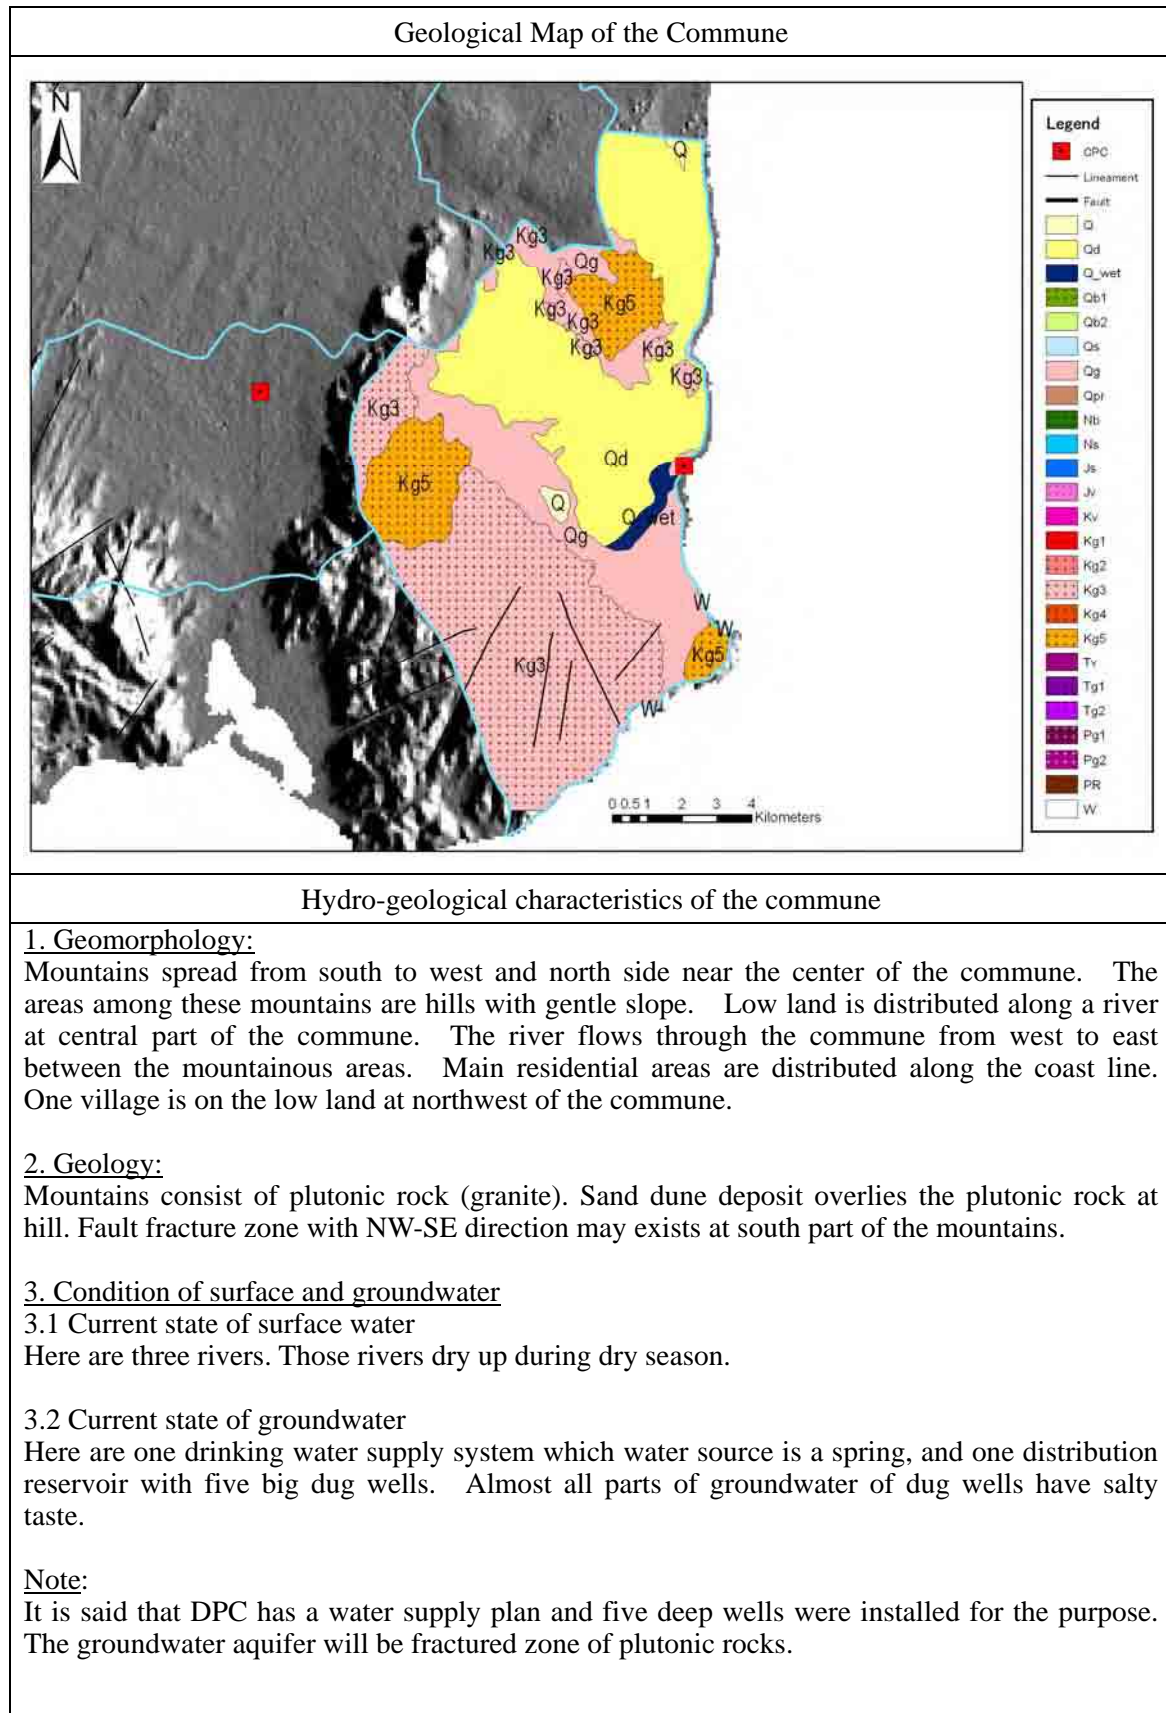 Geological Map of the Commune
N
Q
Kg3
Kg3
Qg
Kg3
Kg5
Kg3
Kg3
Kg3
Kg3
Kg3
Kg3
Qd
Kg5
Q
Q_wet
Qg
W
W
Kg5
Kg3
W
0 0.5 1 2 3 4
Kilometers
Legend
CPC
Lineament
Fault
Q
Qd
Q_wet
Qb1
Qb2
Qs
Qg
Qpr
Nb
Ns
Js
Jv
Kv
Kg1
Kg2
Kg3
Kg4
Kg5
Tv
Tg1
Tg2
Pg1
Pg2
PR
W
Hydro-geological characteristics of the commune
1. Geomorphology:
Mountains spread from south to west and north side near the center of the commune. The
areas among these mountains are hills with gentle slope. Low land is distributed along a river
at central part of the commune. The river flows through the commune from west to east
between the mountainous areas. Main residential areas are distributed along the coast line.
One village is on the low land at northwest of the commune.
2. Geology:
Mountains consist of plutonic rock (granite). Sand dune deposit overlies the plutonic rock at
hill. Fault fracture zone with NW-SE direction may exists at south part of the mountains.
3. Condition of surface and groundwater
3.1 Current state of surface water
Here are three rivers. Those rivers dry up during dry season.
3.2 Current state of groundwater
Here are one drinking water supply system which water source is a spring, and one distribution
reservoir with five big dug wells. Almost all parts of groundwater of dug wells have salty
taste.
Note:
It is said that DPC has a water supply plan and five deep wells were installed for the purpose.
The groundwater aquifer will be fractured zone of plutonic rocks.